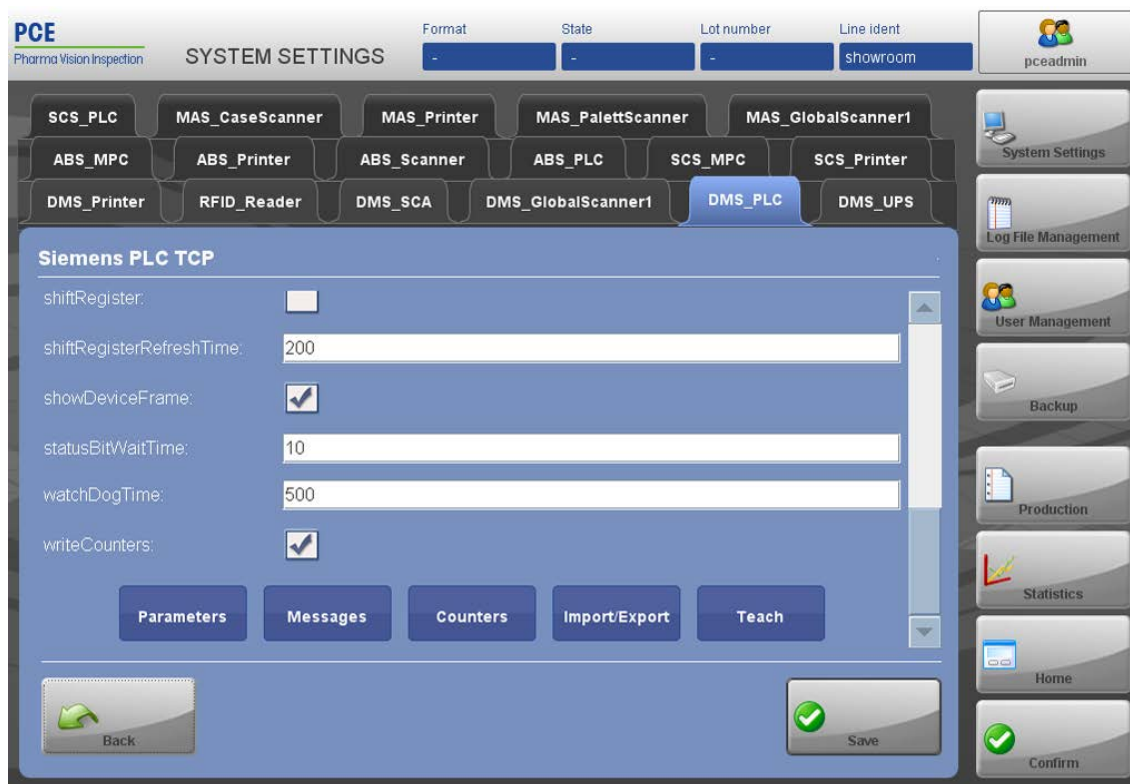 PCE
Pharma Vision Inspection
SYSTEM SETTINGS
Format
State
Lot number
Line ident
-
-
-
showroom
pceadmin
SCS_PLC
MAS_CaseScanner
MAS_Printer
MAS_PalettScanner
MAS_GlobalScanner1
ABS_MPC
ABS_Printer
ABS_Scanner
ABS_PLC
SCS_MPC
SCS_Printer
DMS_Printer
RFID_Reader
DMS_SCA
DMS_GlobalScanner1
DMS_PLC
DMS_UPS
Siemens PLC TCP
shiftRegister:
shiftRegisterRefreshTime:
200
showDeviceFrame:
statusBitWaitTime:
10
watchDogTime:
500
writeCounters:
Parameters
Messages
Counters
Import/Export
Teach
Back
Save
System Settings
Log File Management
User Management
Backup
Production
Statistics
Home
Confirm